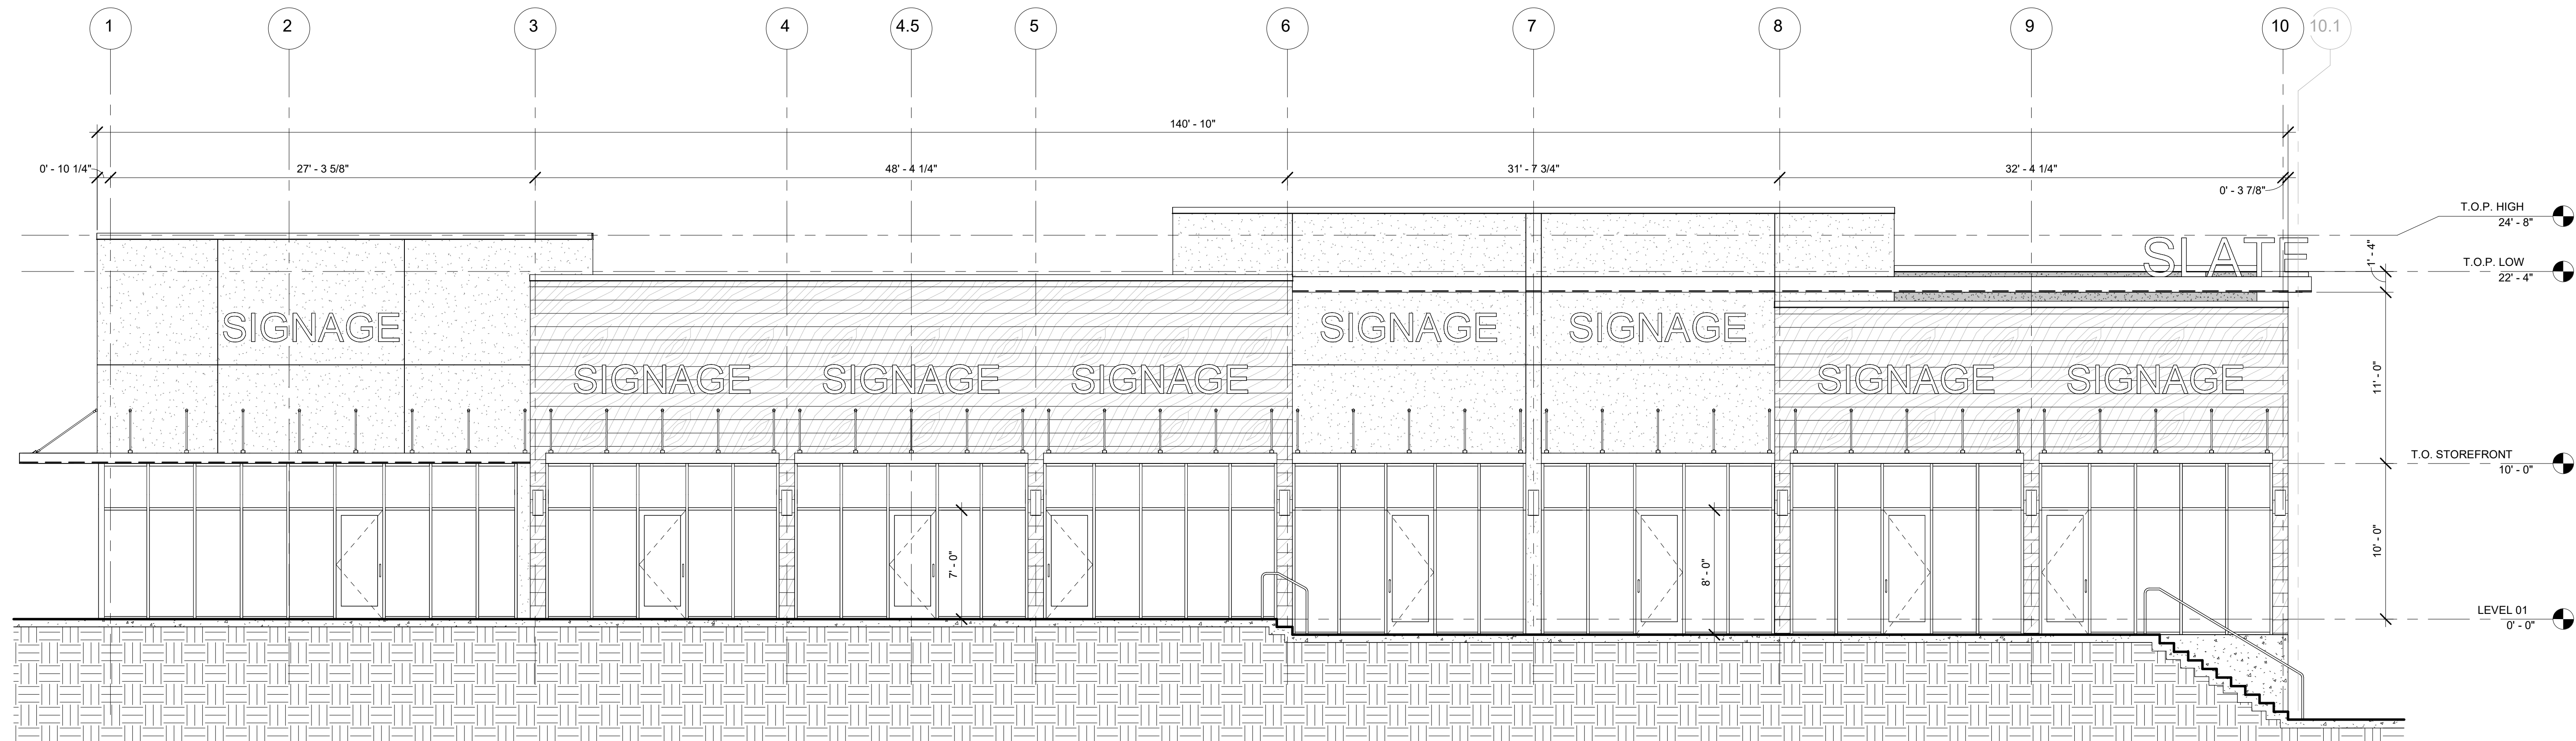 1 2 3 4 4.5 5 6 7 8 9 10 10.1
140' - 10"
0' - 10 1/4" 27' - 3 5/8" 48' - 4 1/4" 31' - 7 3/4" 32' - 4 1/4"
0' - 3 7/8"
T.O.P. HIGH
24' - 8"
SLATE
1' - 4"
T.O.P. LOW
22' - 4"
SIGNAGE SIGNAGE SIGNAGE
SIGNAGE SIGNAGE SIGNAGE SIGNAGE SIGNAGE
11' - 0"
T.O. STOREFRONT
10' - 0"
7' - 0"
8' - 0"
10' - 0"
LEVEL 01
0' - 0"